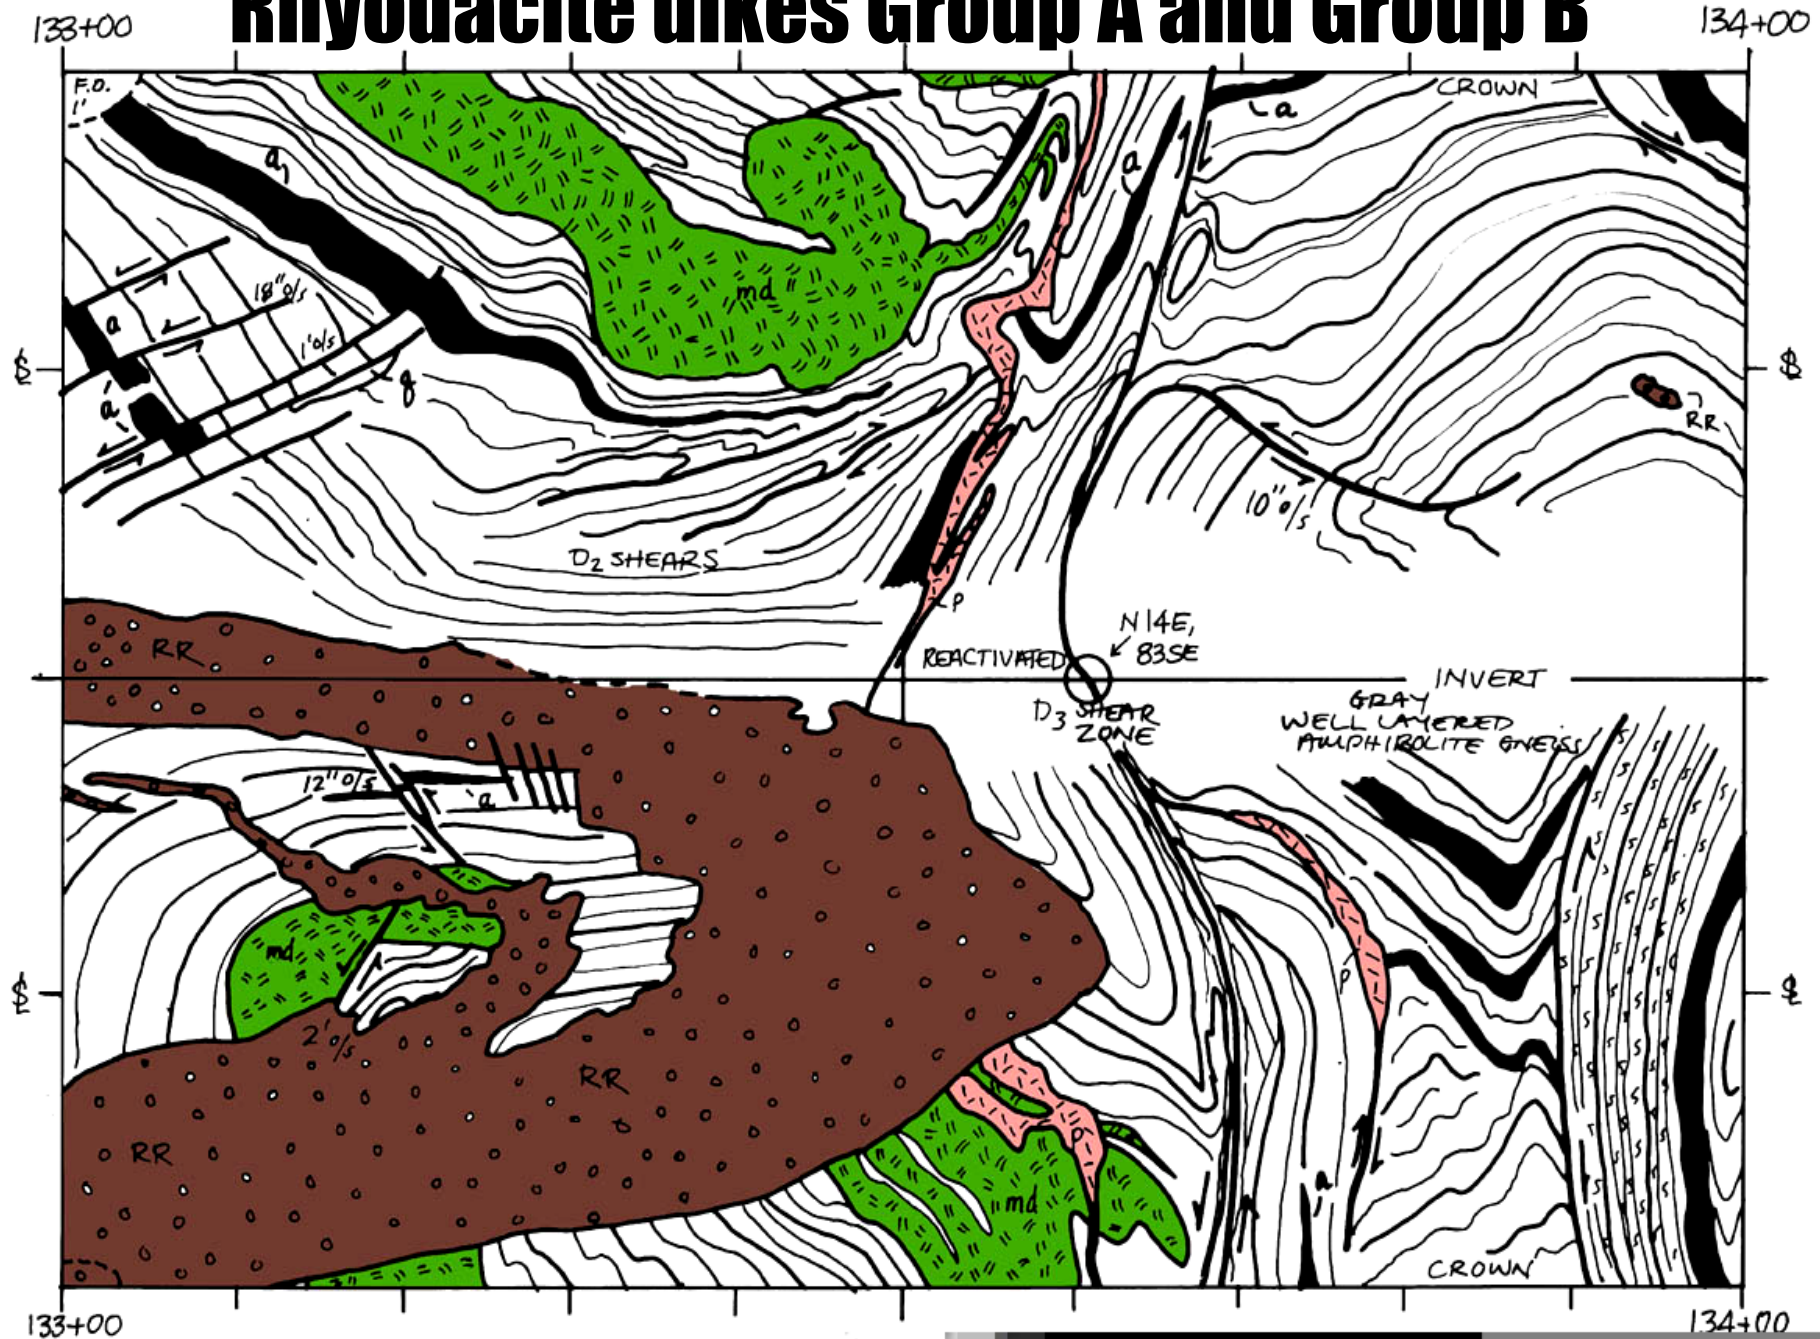 Rhyodacite dikes Group A and Group B
133+00
134+00
F.O.
1'
CROWN
a
a
a
md
18" o/s
a
1' o/s
a
q
RR
10" o/s
D2 SHEARS
p
N14E,
83SE
RR
REACTIVATED
INVERT
D3 SHEAR
ZONE
GRAY
WELL LAYERED
AMPHIBOLITE GNEISS
12" o/s
a
md
p
2' o/s
RR
RR
p
md
a
CROWN
133+00
134+00